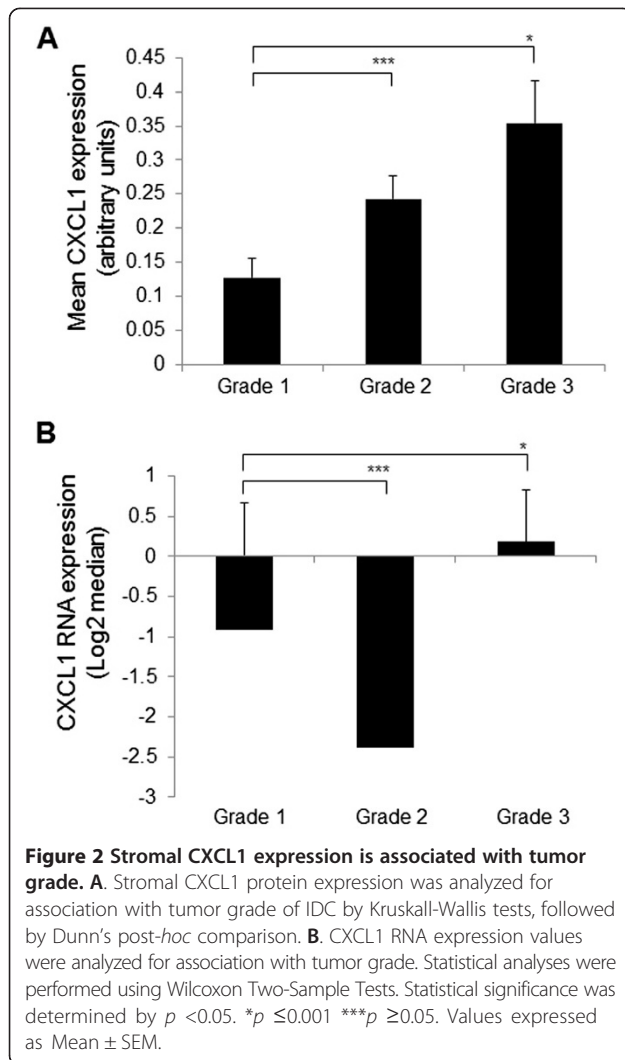 A
Mean CXCL1 expression
(arbitrary units)
0.45
0.4
0.35
0.3
0.25
0.2
0.15
0.1
0.05
0
***
*
Grade 1 Grade 2 Grade 3
B
CXCL1 RNA expression
(Log2 median)
1
0.5
0
-0.5
-1
-1.5
-2
-2.5
-3
***
*
Grade 1 Grade 2 Grade 3
Figure 2 Stromal CXCL1 expression is associated with tumor
grade. A. Stromal CXCL1 protein expression was analyzed for
association with tumor grade of IDC by Kruskall-Wallis tests, followed
by Dunn's post-hoc comparison. B. CXCL1 RNA expression values
were analyzed for association with tumor grade. Statistical analyses were
performed using Wilcoxon Two-Sample Tests. Statistical significance was
determined by p <0.05. *p ≤0.001 ***p ≥0.05. Values expressed
as Mean ± SEM.